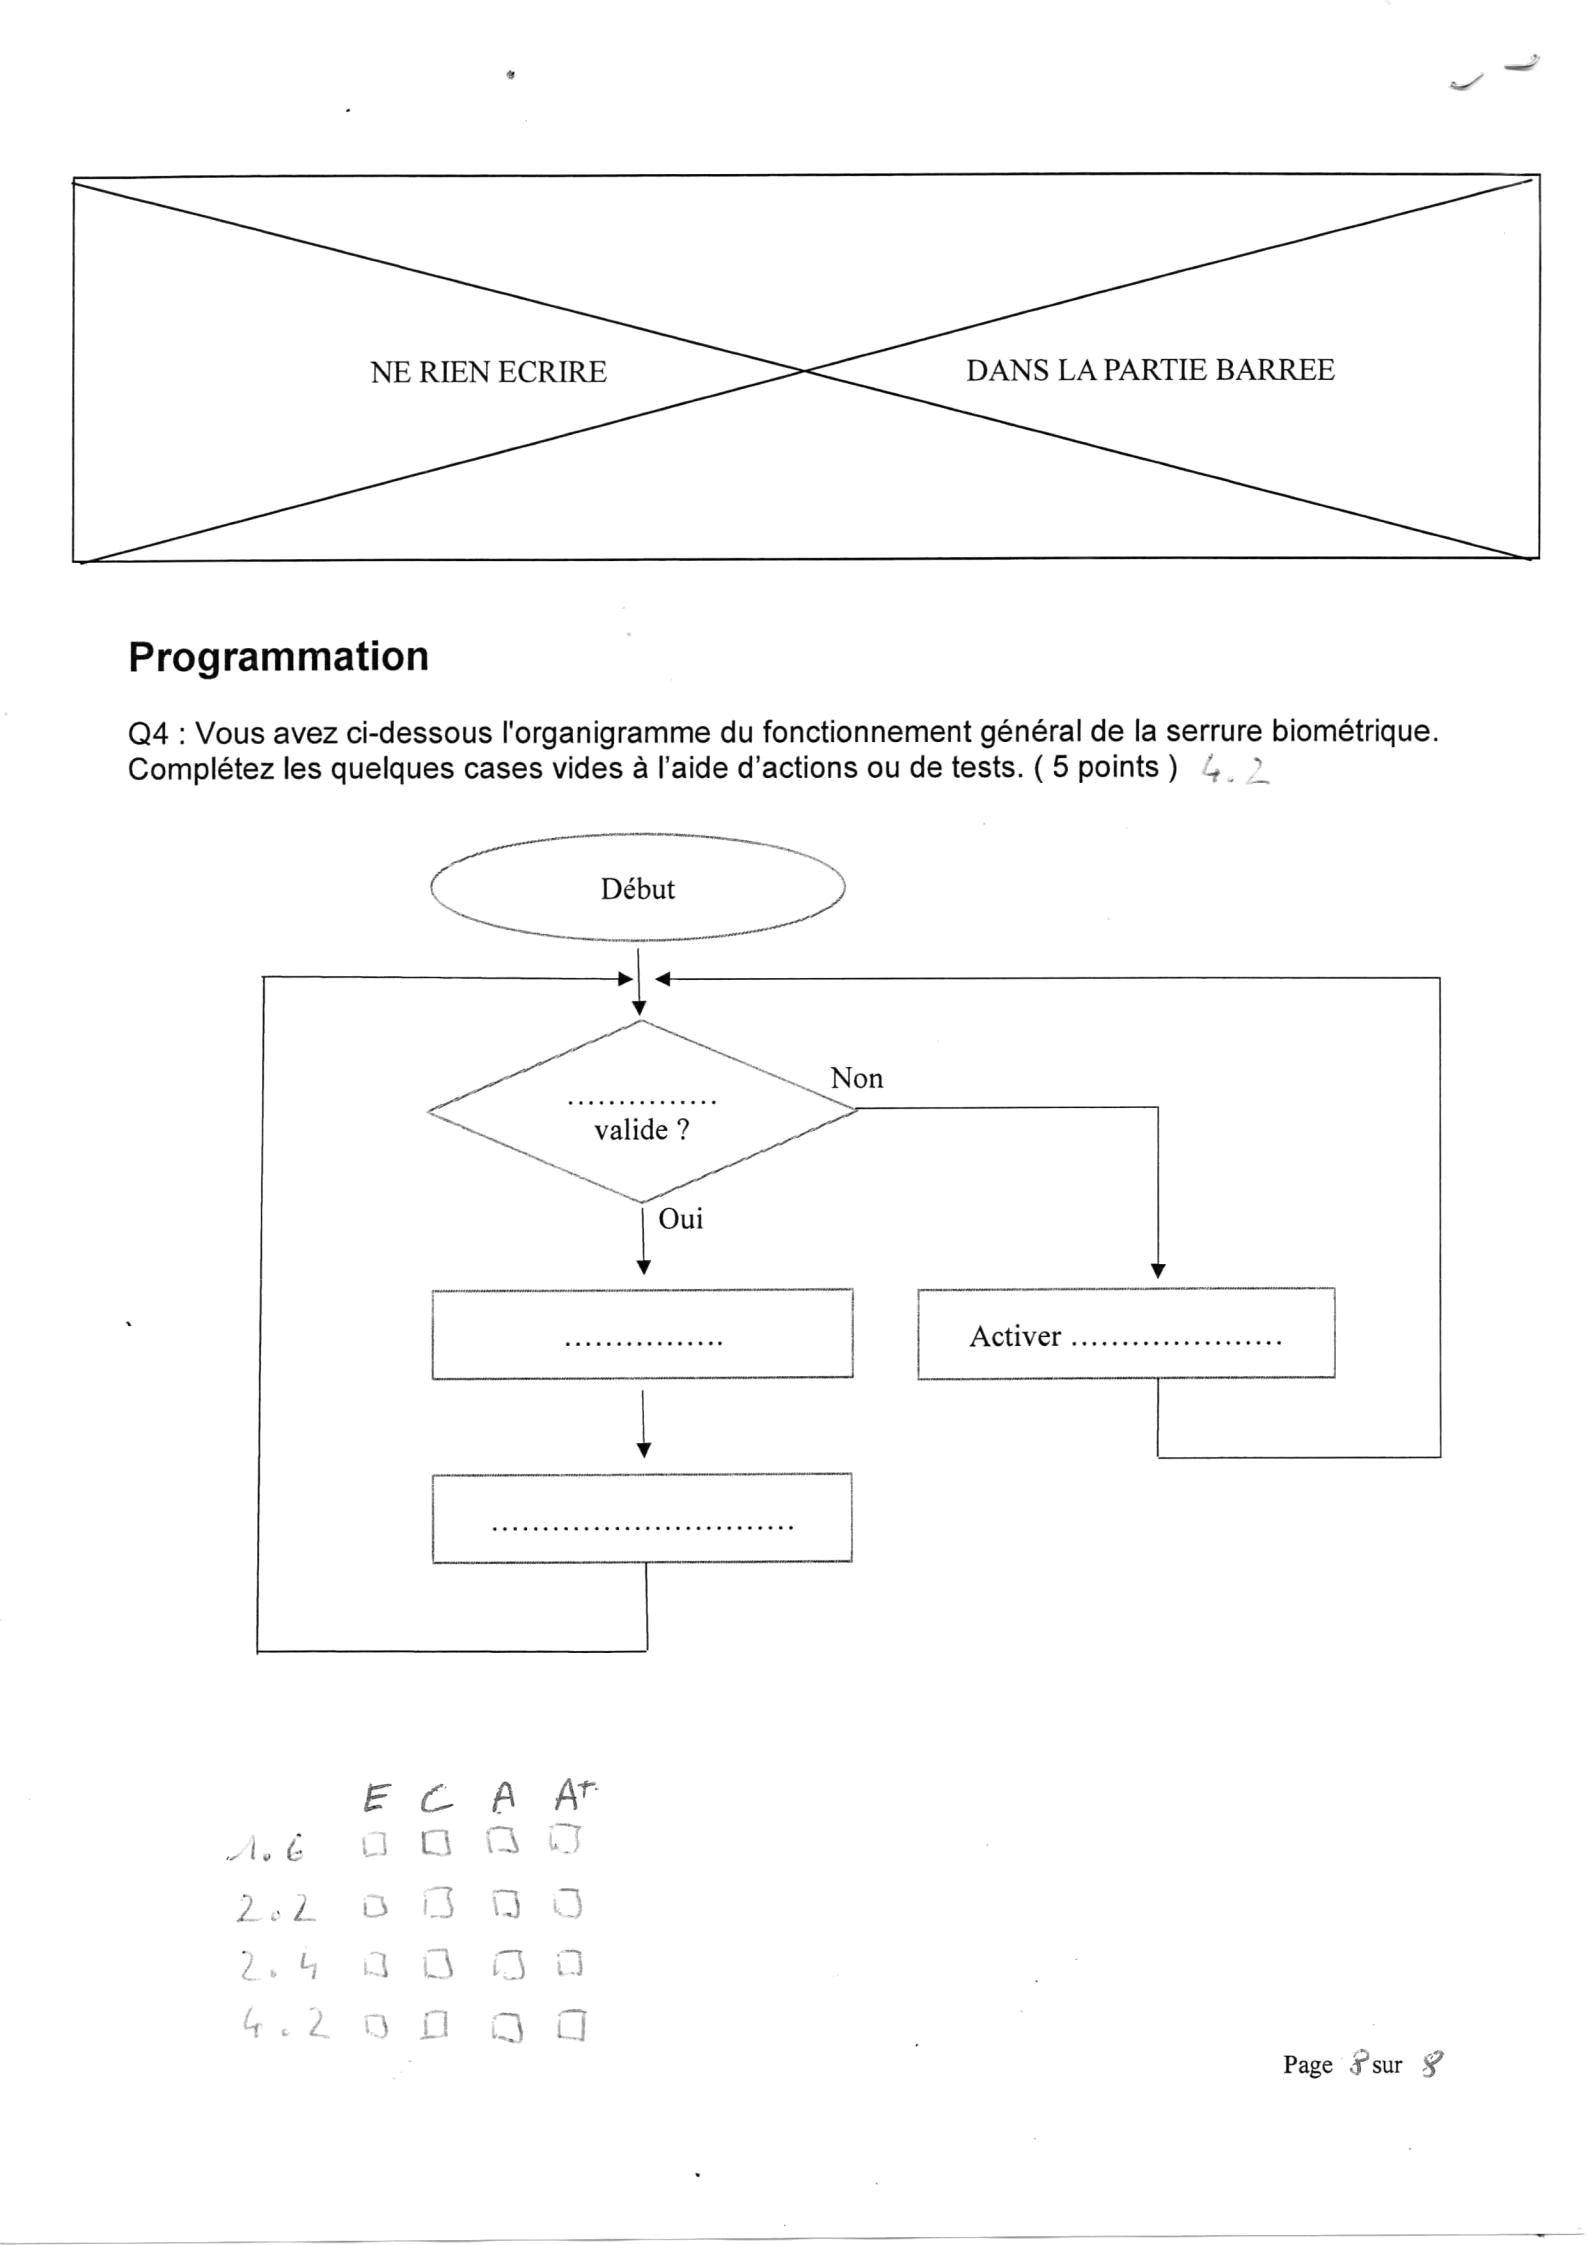 NE RIEN ECRIRE DANS LA PARTIE BARREE
Programmation
Q4 : Vous avez ci-dessous l'organigramme du fonctionnement général de la serrure biométrique.
Complétez les quelques cases vides à l’aide d’actions ou de tests. ( 5 points ) 4.2
Début
Non
...............
valide ?
Oui
................
Activer .....................
..............................
E C A A+
1.6
2.2
2.4
4.2
Page 8 sur 8